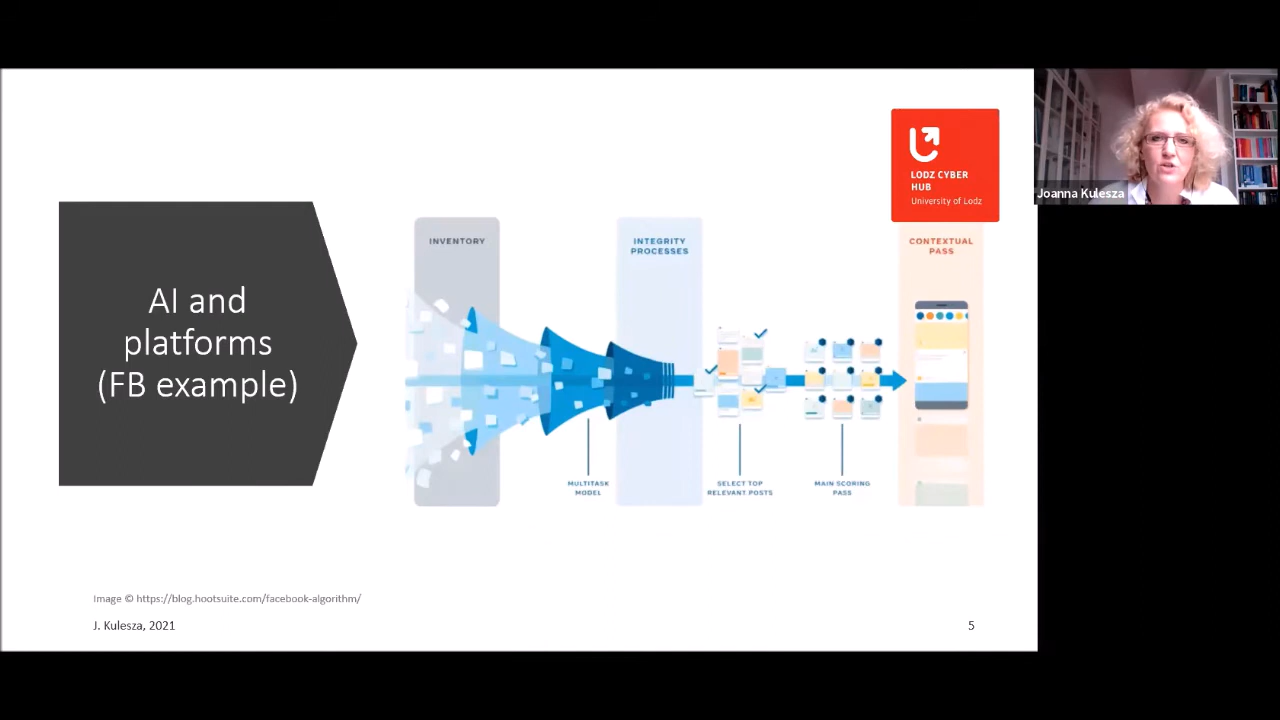 LODZ CYBER
HUB
University of Lodz
Joanna Kulesza
AI and
platforms
(FB example)
INVENTORY
INTEGRITY
PROCESSES
CONTEXTUAL
PASS
MULTITASK
MODEL
SELECT TOP
RELEVANT POSTS
MAIN SCORING
PASS
Image © https://blog.hootsuite.com/facebook-algorithm/
J. Kulesza, 2021
5